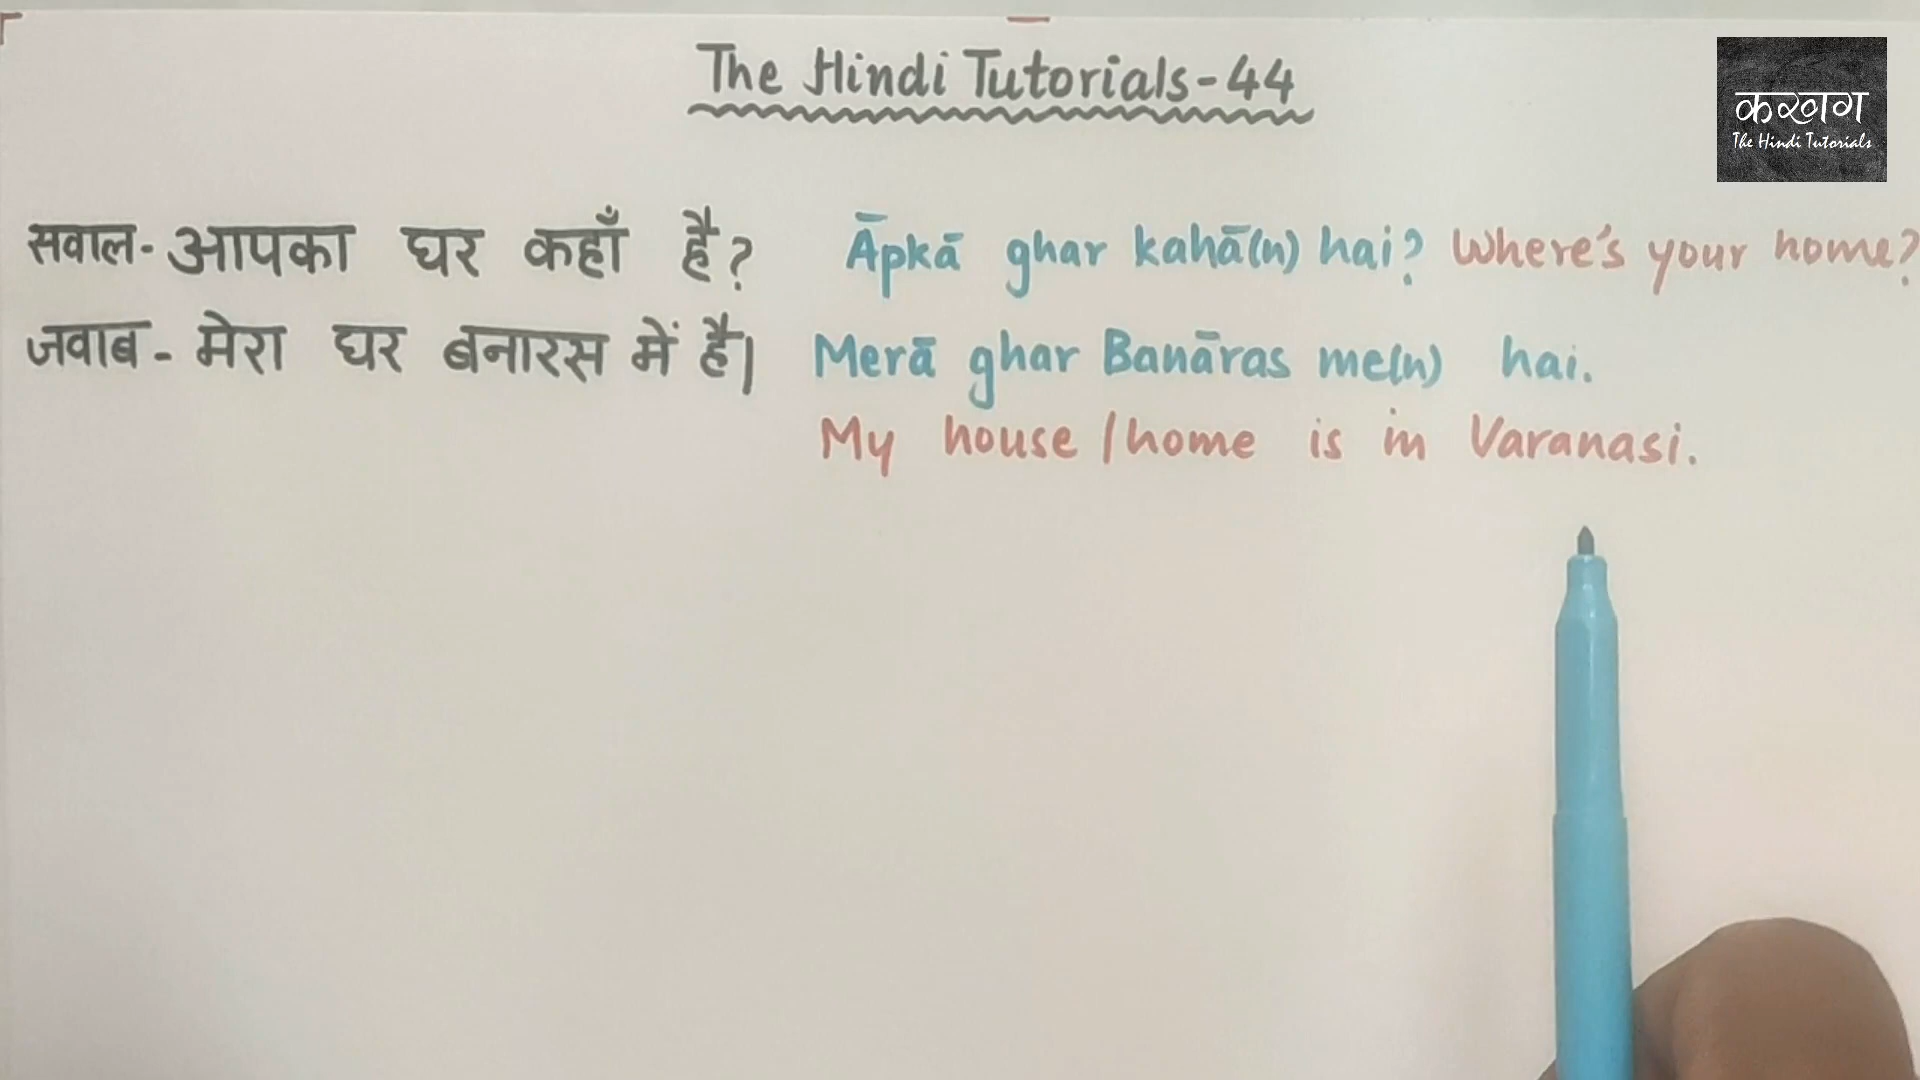 The Hindi Tutorials-44
कखग
The Hindi Tutorials
सवाल- आपका घर कहाँ है? Āpkā ghar kahā(n) hai? Where's your home?
जवाब- मेरा घर बनारस में है| Merā ghar Banāras me(n) hai.
My house/home is in Varanasi.